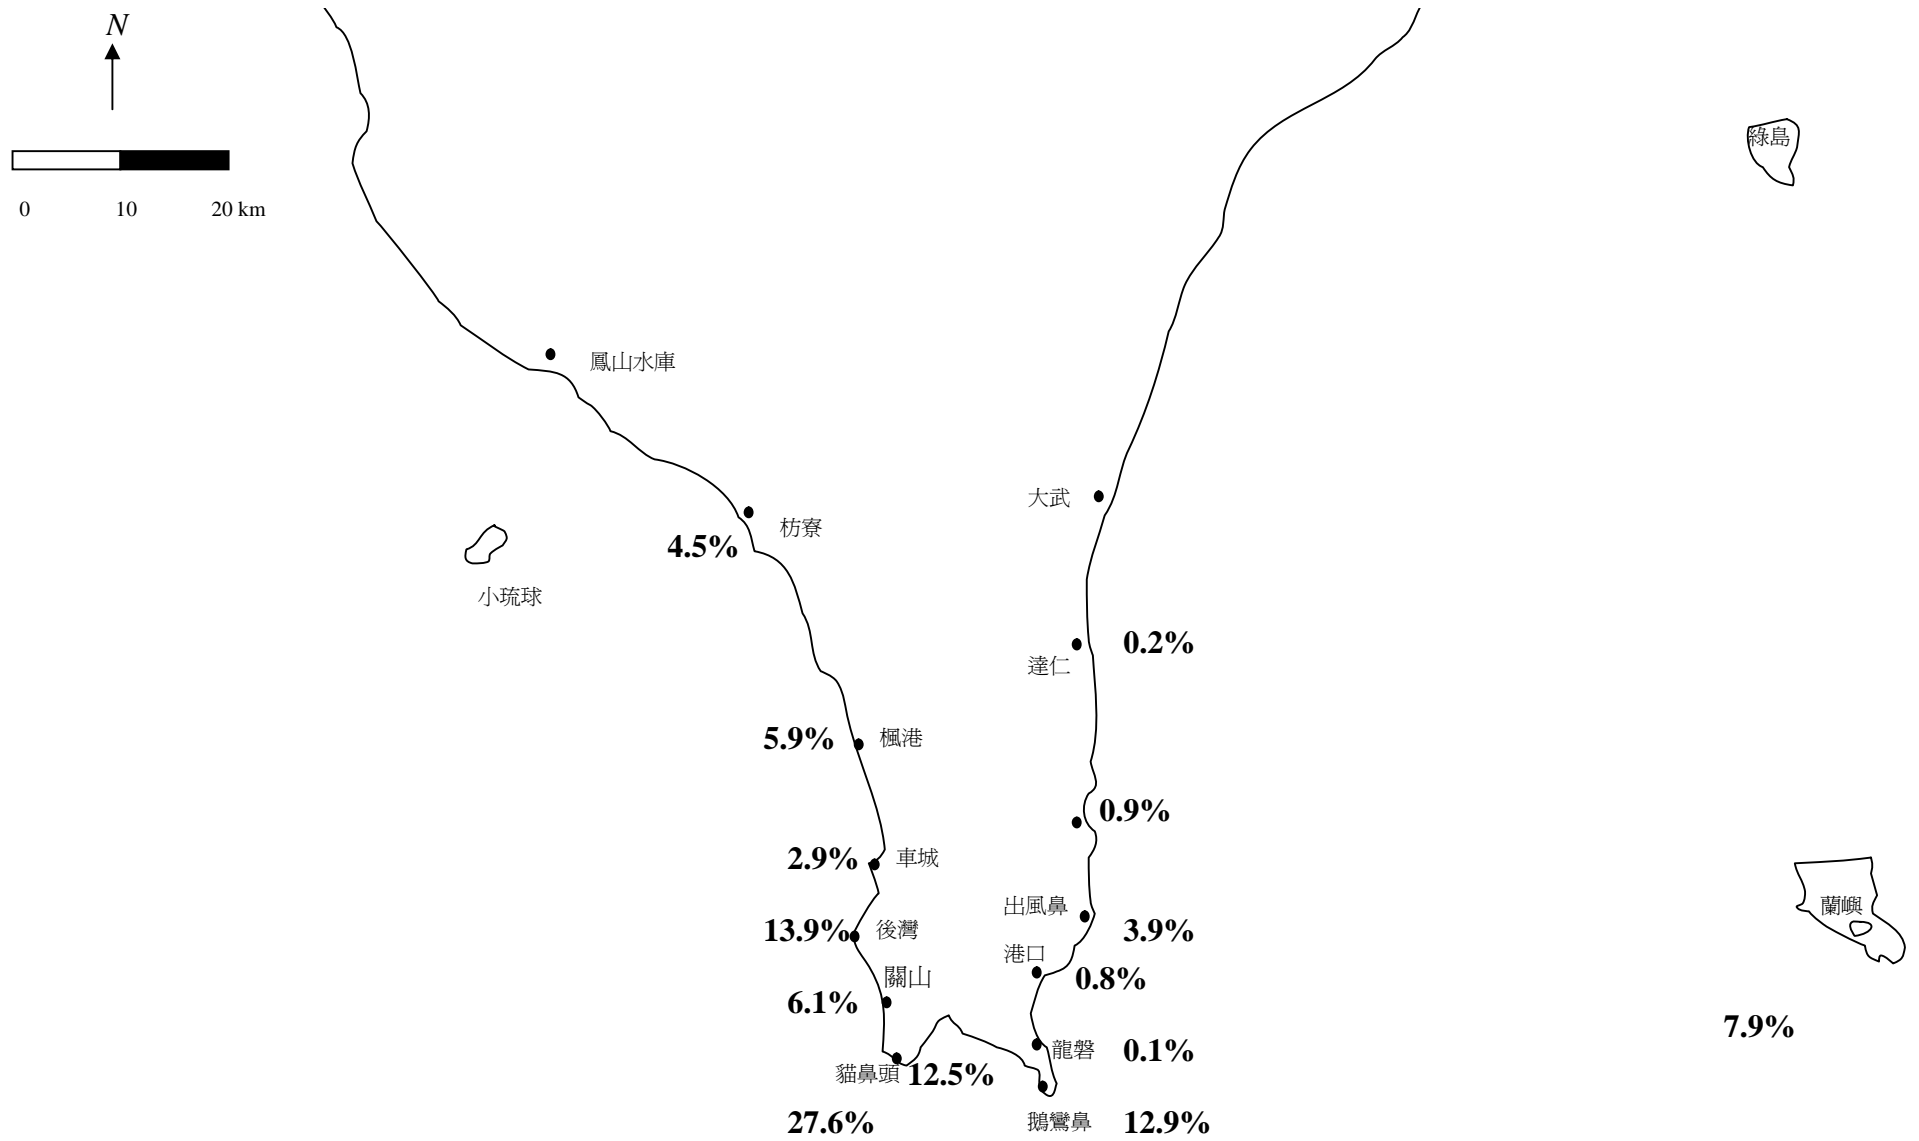 N
綠島
0 10 20 km
鳳山水庫
大武
枋寮
4.5%
小琉球
0.2%
達仁
5.9% 楓港
0.9%
2.9% 車城
出風鼻
13.9% 後灣 3.9%
蘭嶼
港口
關山 0.8%
6.1%
7.9%
龍磐 0.1%
貓鼻頭 12.5%
27.6% 鵝鸞鼻 12.9%